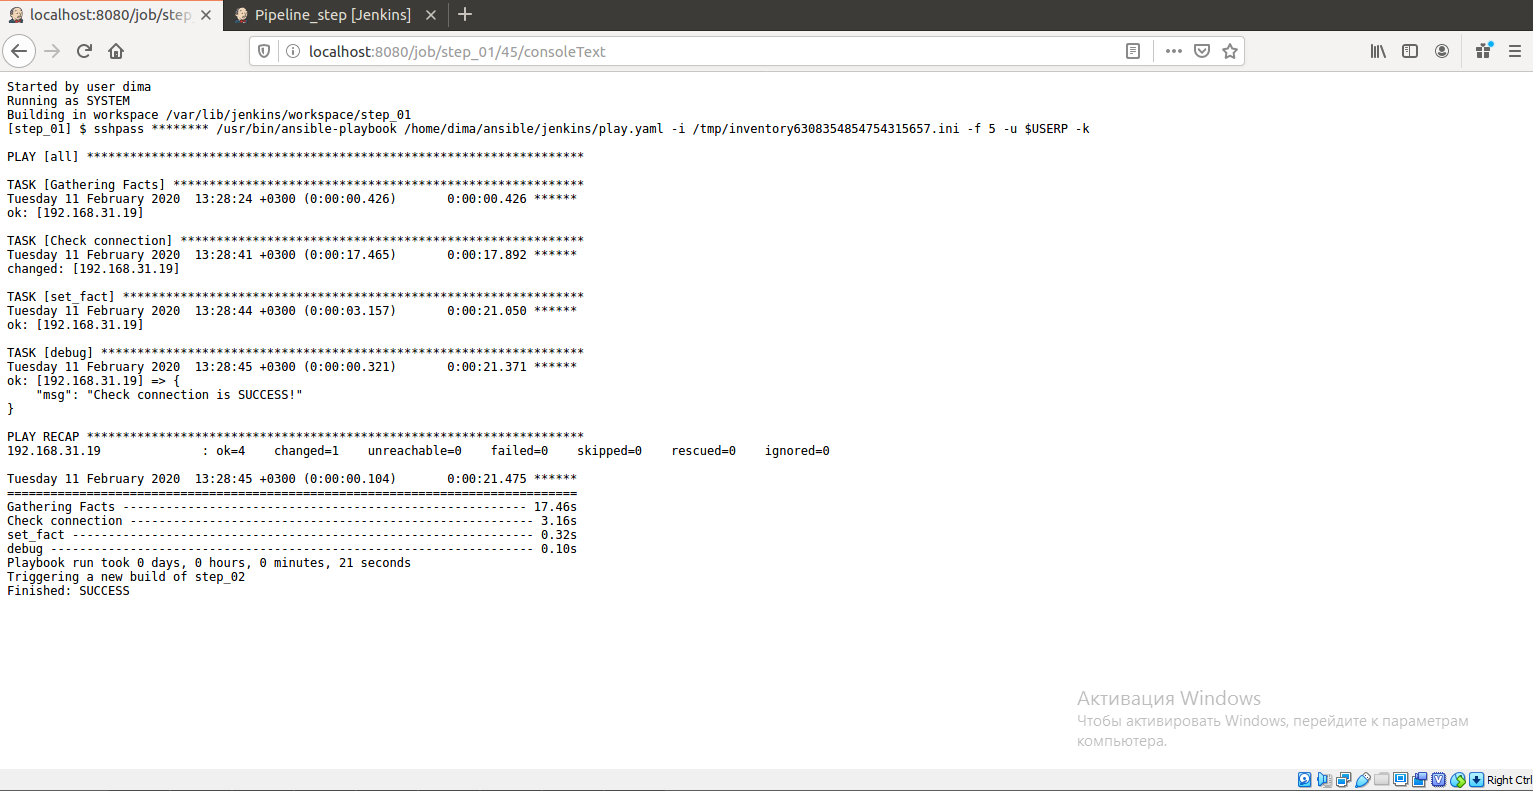 localhost:8080/job/step
Pipeline_step [Jenkins]
localhost:8080/job/step_01/45/consoleText
Started by user dima
Running as SYSTEM
Building in workspace /var/lib/jenkins/workspace/step_01
[step_01] $ sshpass ******** /usr/bin/ansible-playbook /home/dima/ansible/jenkins/play.yaml -i /tmp/inventory6308354854754315657.ini -f 5 -u $USERP -k
PLAY [all] *********************************************************************
TASK [Gathering Facts] *********************************************************
Tuesday 11 February 2020  13:28:24 +0300 (0:00:00.426)       0:00:00.426 ******
ok: [192.168.31.19]
TASK [Check connection] ********************************************************
Tuesday 11 February 2020  13:28:41 +0300 (0:00:17.465)       0:00:17.892 ******
changed: [192.168.31.19]
TASK [set_fact] ****************************************************************
Tuesday 11 February 2020  13:28:44 +0300 (0:00:03.157)       0:00:21.050 ******
ok: [192.168.31.19]
TASK [debug] *******************************************************************
Tuesday 11 February 2020  13:28:45 +0300 (0:00:00.321)       0:00:21.371 ******
ok: [192.168.31.19] => {
    "msg": "Check connection is SUCCESS!"
}
PLAY RECAP *********************************************************************
192.168.31.19              : ok=4    changed=1    unreachable=0    failed=0    skipped=0    rescued=0    ignored=0
Tuesday 11 February 2020  13:28:45 +0300 (0:00:00.104)       0:00:21.475 ******
===============================================================================
Gathering Facts -------------------------------------------------------- 17.46s
Check connection -------------------------------------------------------- 3.16s
set_fact ---------------------------------------------------------------- 0.32s
debug ------------------------------------------------------------------- 0.10s
Playbook run took 0 days, 0 hours, 0 minutes, 21 seconds
Triggering a new build of step_02
Finished: SUCCESS
Активация Windows
Чтобы активировать Windows, перейдите к параметрам
компьютера.
Right Ctrl